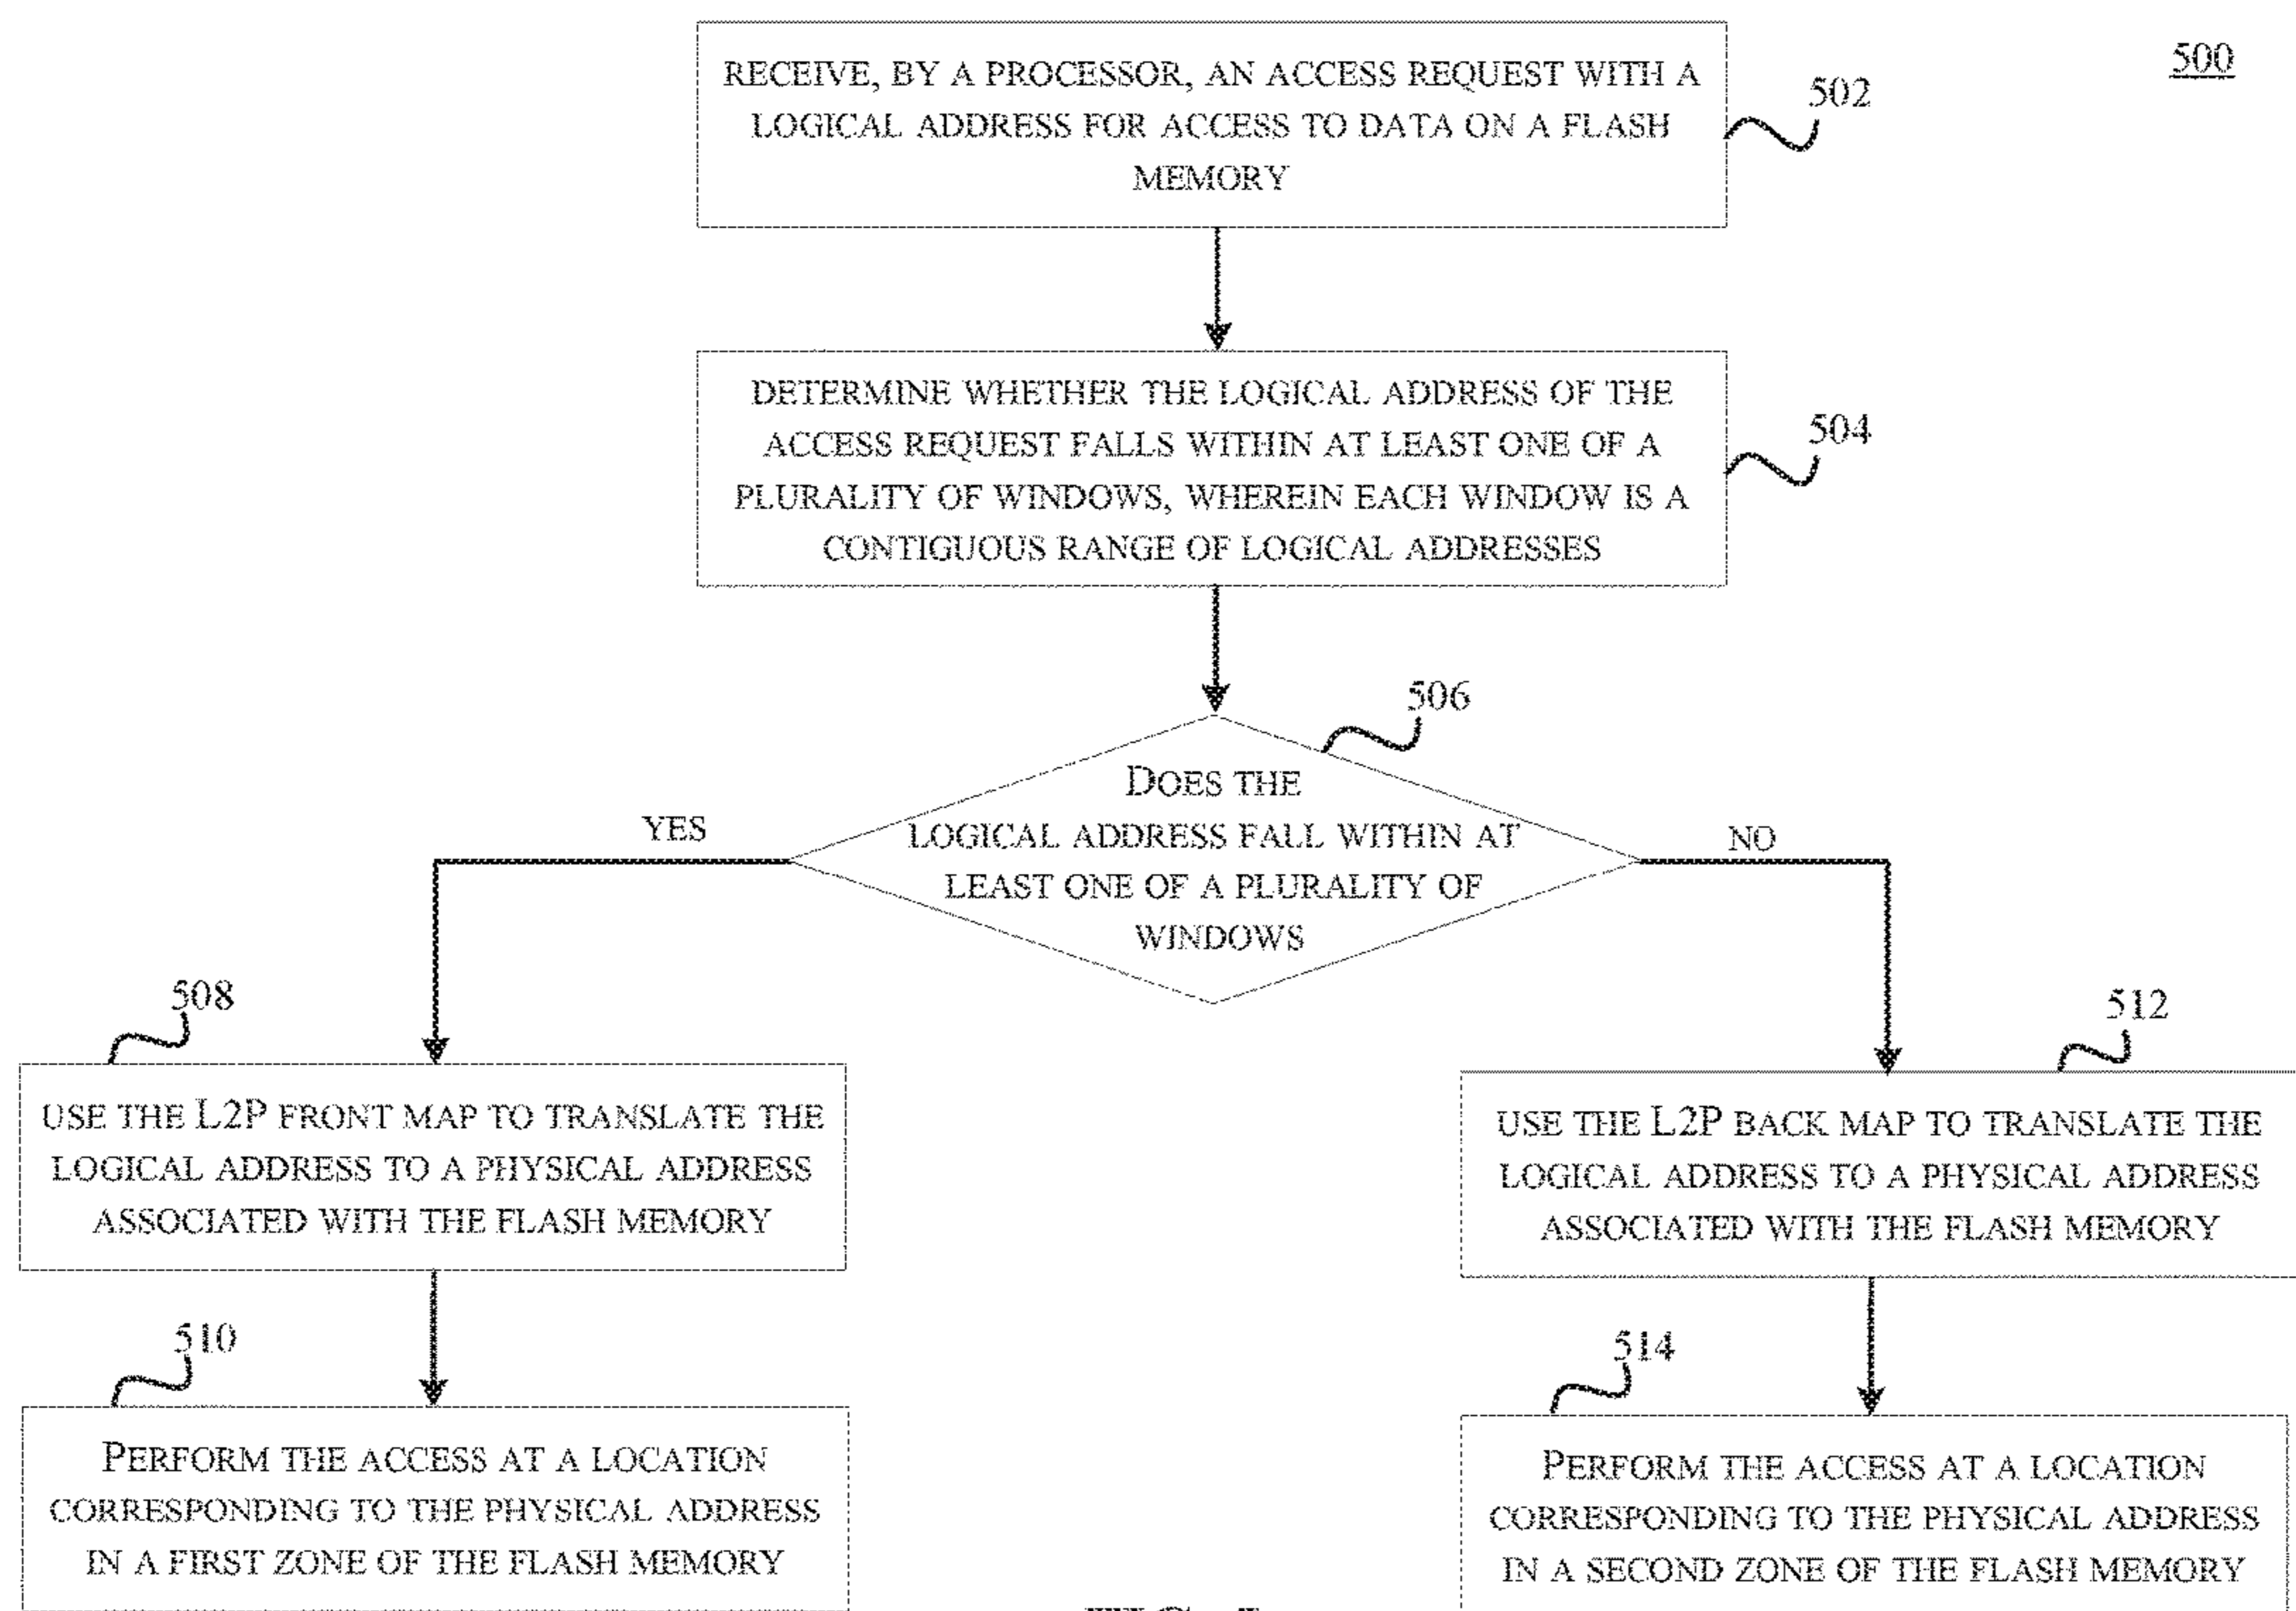 500
RECEIVE, BY A PROCESSOR, AN ACCESS REQUEST WITH A
LOGICAL ADDRESS FOR ACCESS TO DATA ON A FLASH
MEMORY
502
DETERMINE WHETHER THE LOGICAL ADDRESS OF THE
ACCESS REQUEST FALLS WITHIN AT LEAST ONE OF A
PLURALITY OF WINDOWS, WHEREIN EACH WINDOW IS A
CONTIGUOUS RANGE OF LOGICAL ADDRESSES
504
506
DOES THE
LOGICAL ADDRESS FALL WITHIN AT
LEAST ONE OF A PLURALITY OF
WINDOWS
YES
NO
508
USE THE L2P FRONT MAP TO TRANSLATE THE
LOGICAL ADDRESS TO A PHYSICAL ADDRESS
ASSOCIATED WITH THE FLASH MEMORY
512
USE THE L2P BACK MAP TO TRANSLATE THE
LOGICAL ADDRESS TO A PHYSICAL ADDRESS
ASSOCIATED WITH THE FLASH MEMORY
510
PERFORM THE ACCESS AT A LOCATION
CORRESPONDING TO THE PHYSICAL ADDRESS
IN A FIRST ZONE OF THE FLASH MEMORY
514
PERFORM THE ACCESS AT A LOCATION
CORRESPONDING TO THE PHYSICAL ADDRESS
IN A SECOND ZONE OF THE FLASH MEMORY